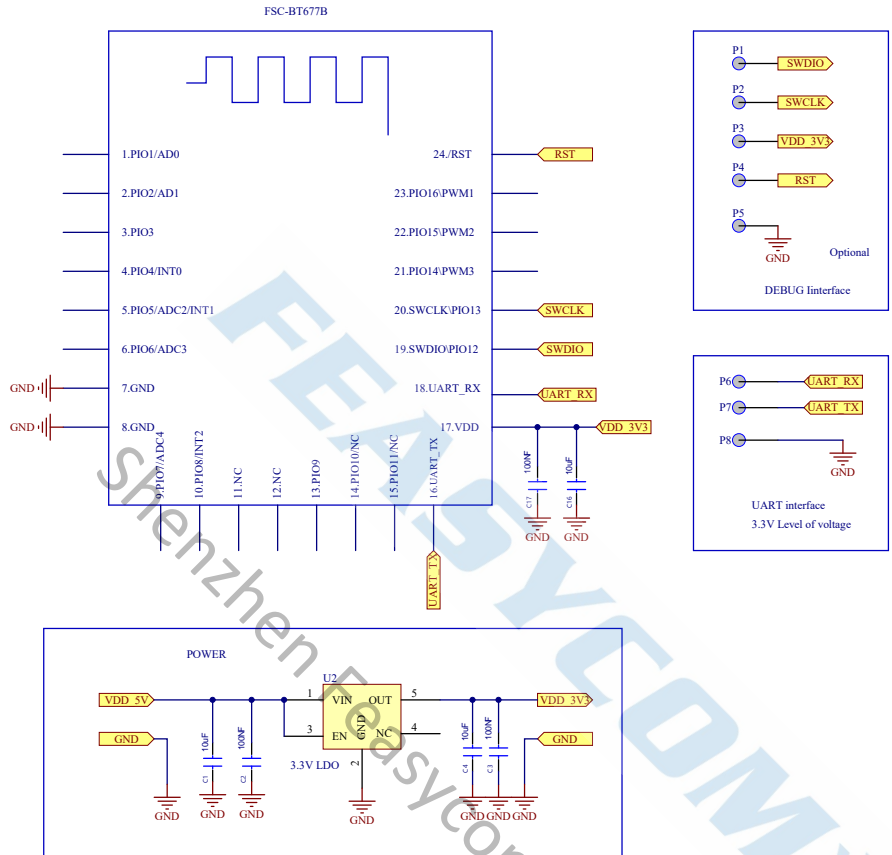 FSC-BT677B
1.PIO1/AD0
2.PIO2/AD1
3.PIO3
4.PIO4/INT0
5.PIO5/ADC2/INT1
6.PIO6/ADC3
7.GND
8.GND
GND
GND
9.PIO7/ADC4
10.PIO8/INT2
11.NC
12.NC
13.PIO9
14.PIO10/NC
15.PIO11/NC
16.UART_TX
UART_TX
24./RST
RST
23.PIO16\PWM1
22.PIO15\PWM2
21.PIO14\PWM3
20.SWCLK\PIO13
SWCLK
19.SWDIO\PIO12
SWDIO
18.UART_RX
UART_RX
17.VDD
VDD_3V3
100NF
C17
10uF
C16
GND
GND
P1
SWDIO
P2
SWCLK
P3
VDD_3V3
P4
RST
P5
GND
Optional
DEBUG Iinterface
P6
UART_RX
P7
UART_TX
P8
GND
UART interface
3.3V Level of voltage
POWER
VDD_5V
GND
GND
10uF
C1
GND
100NF
C2
GND
U2
1
VIN
OUT
5
3
EN
GND
NC
4
2
3.3V LDO
GND
10uF
C4
100NF
C3
GND
GND
GND
VDD_3V3
GND
FEASYCOM
Shenzhen Feasycom